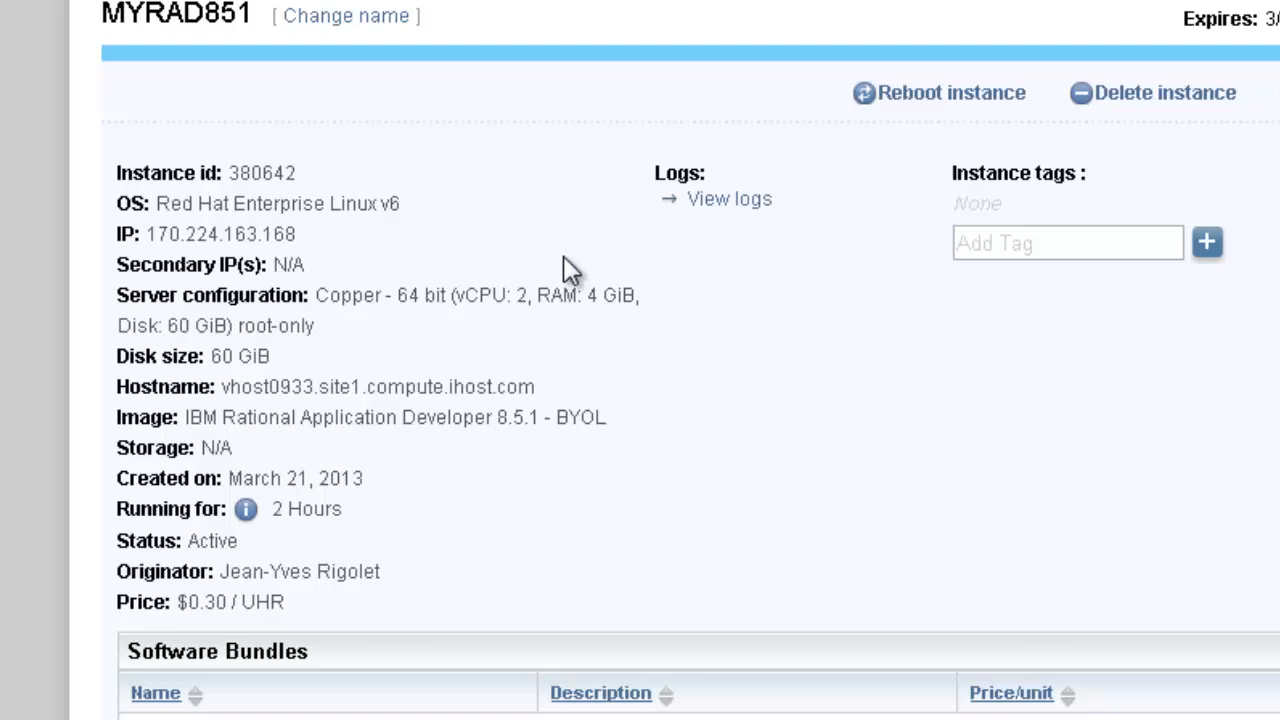 MYRAD851 [ Change name ] Expires: 3/
Reboot instance Delete instance
Instance id: 380642 Logs: Instance tags :
OS: Red Hat Enterprise Linux v6 → View logs None
IP: 170.224.163.168 Add Tag +
Secondary IP(s): N/A
Server configuration: Copper - 64 bit (vCPU: 2, RAM: 4 GiB,
Disk: 60 GiB) root-only
Disk size: 60 GiB
Hostname: vhost0933.site1.compute.ihost.com
Image: IBM Rational Application Developer 8.5.1 - BYOL
Storage: N/A
Created on: March 21, 2013
Running for: i 2 Hours
Status: Active
Originator: Jean-Yves Rigolet
Price: $0.30 / UHR
Software Bundles
Name Description Price/unit